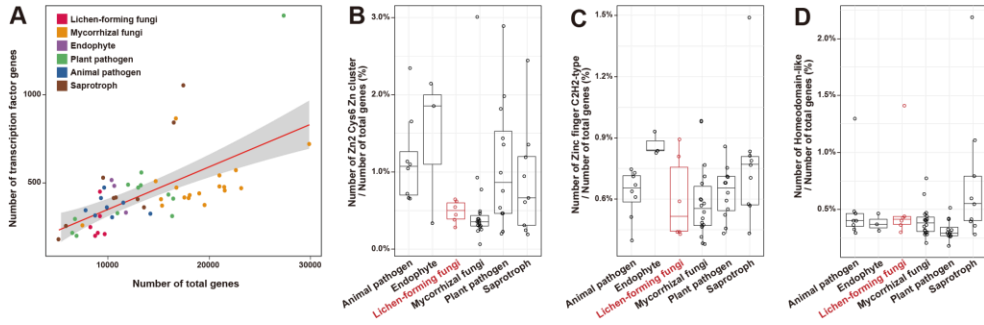 A
Lichen-forming fungi
Mycorrhizal fungi
Endophyte
Plant pathogen
Animal pathogen
Saprotroph
Number of transcription factor genes
1000
500
10000
20000
30000
Number of total genes
B
Number of Zn2 Cys6 Zn cluster
/ Number of total genes (%)
3.0%
2.0%
1.0%
0.0%
Animal pathogen
Endophyte
Lichen-forming fungi
Mycorrhizal fungi
Plant pathogen
Saprotroph
C
Number of Zinc finger C2H2-type
/ Number of total genes (%)
1.5%
1.2%
0.9%
0.6%
Animal pathogen
Endophyte
Lichen-forming fungi
Mycorrhizal fungi
Plant pathogen
Saprotroph
D
Number of Homeodomain-like
/ Number of total genes (%)
2.0%
1.5%
1.0%
0.5%
Animal pathogen
Endophyte
Lichen-forming fungi
Mycorrhizal fungi
Plant pathogen
Saprotroph